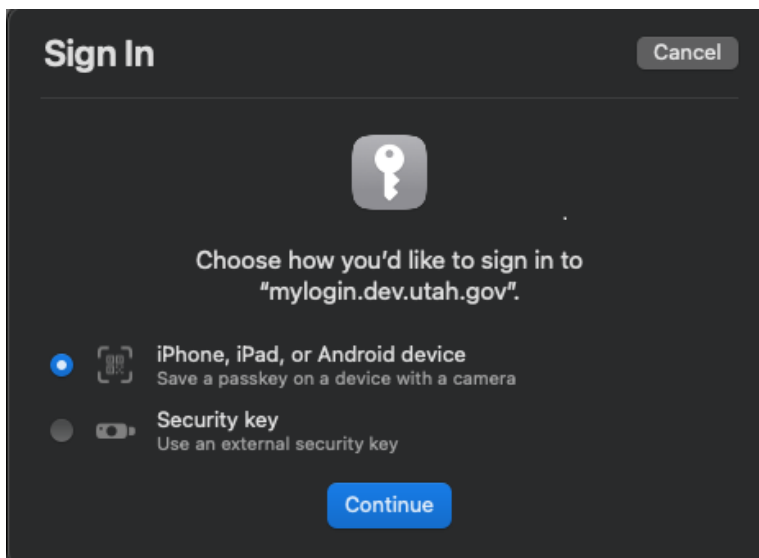 Sign In
Cancel
Choose how you'd like to sign in to
“mylogin.dev.utah.gov”.
iPhone, iPad, or Android device
Save a passkey on a device with a camera
Security key
Use an external security key
Continue